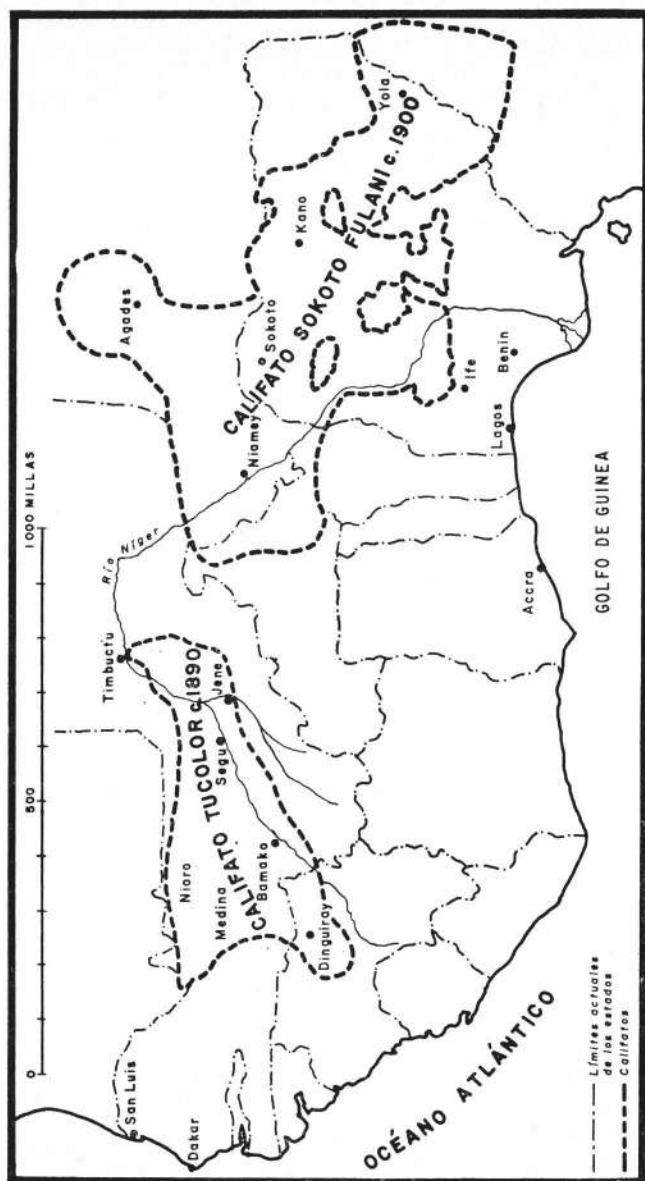 0
500
1000 MILLAS
San Luis
Dakar
Timbuctu
Río Níger
Nioro
Medina
Bamako
Segu
Jene
Dinguiray
CALIFATO TUCOLOR c.1890
Agades
Niamey
Sokoto
Kano
Yola
CALIFATO SOKOTO FULANI c.1900
Ife
Benin
Lagos
Accra
GOLFO DE GUINEA
OCÉANO ATLÁNTICO
Límites actuales
de los estados
Califatos